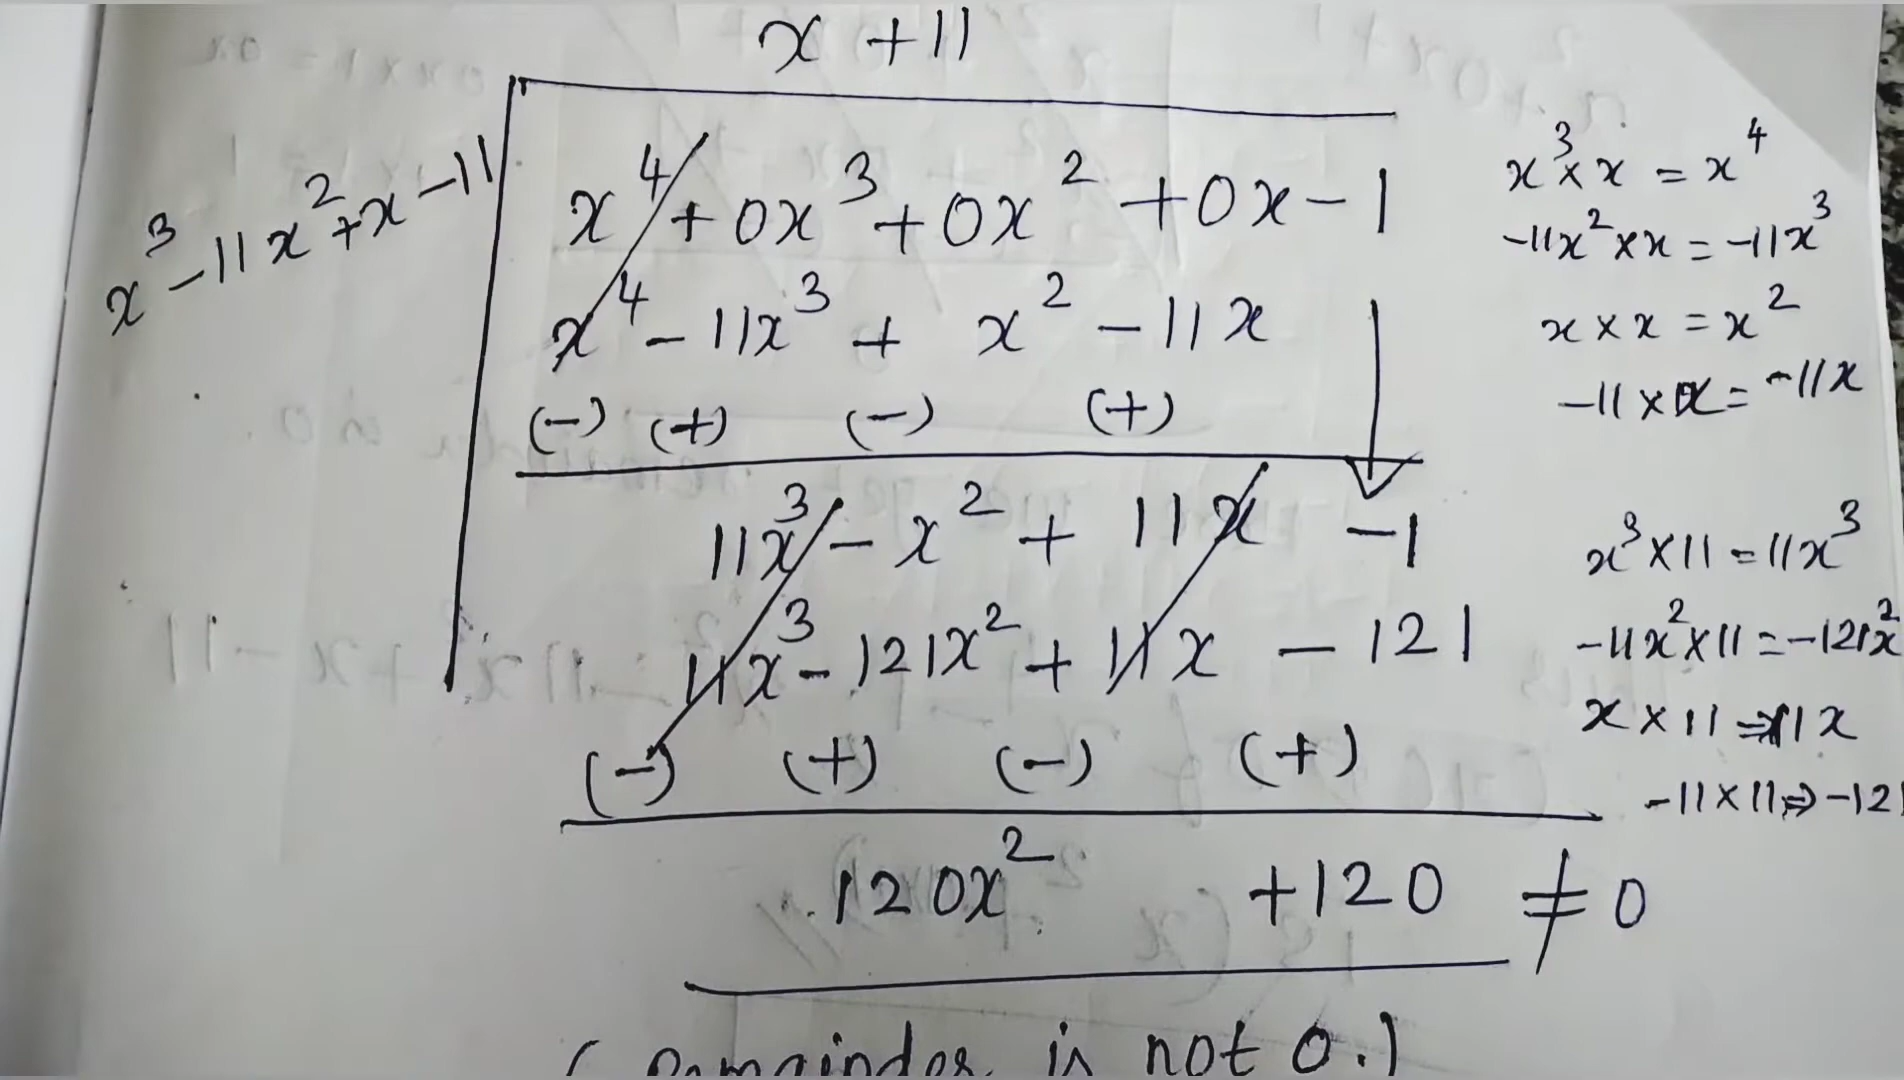 x + 11
x³ - 11x² + x - 11
x⁴ + 0x³ + 0x² + 0x - 1
x⁴ - 11x³ + x² - 11x
(-) (+) (-) (+)
11x³ - x² + 11x - 1
11x³ - 121x² + 11x - 121
(-) (+) (-) (+)
120x² + 120 ≠ 0
(remainder is not 0.)
x³ × x = x⁴
-11x² × x = -11x³
x × x = x²
-11 × x = -11x
x³ × 11 = 11x³
-11x² × 11 = -121x²
x × 11 ⇒ 11x
-11 × 11 ⇒ -121